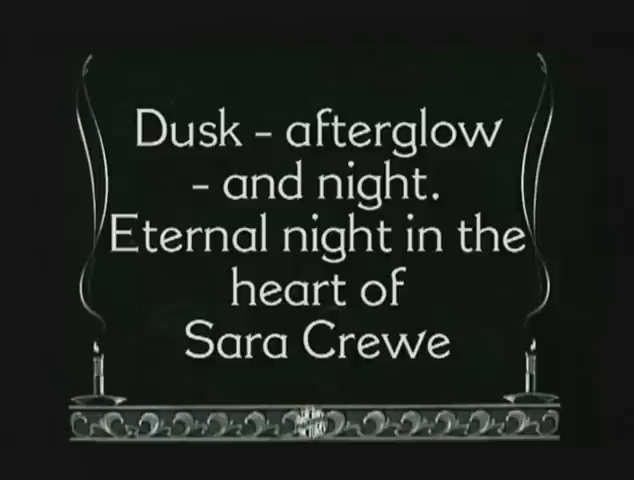 Dusk - afterglow
- and night.
Eternal night in the
heart of
Sara Crewe